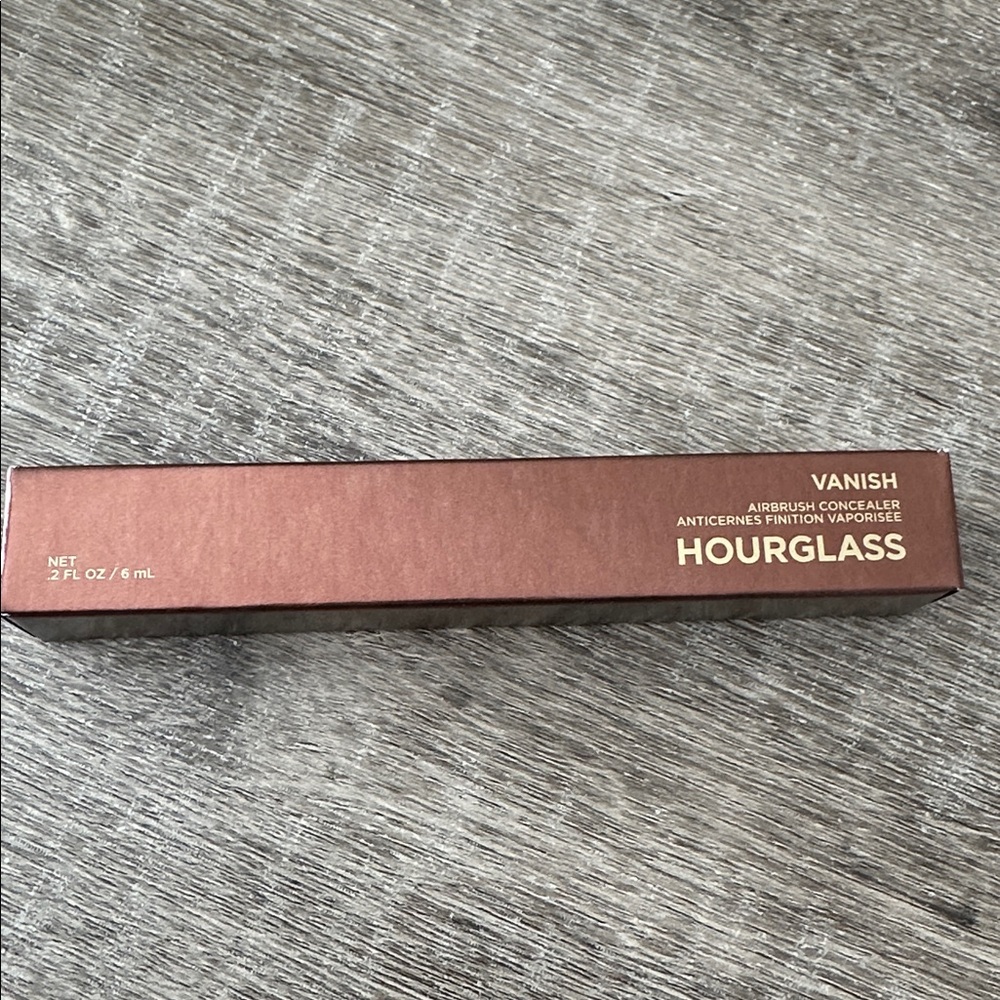 VANISH
AIRBRUSH CONCEALER
ANTICERNES FINITION VAPORISÉE
HOURGLASS
NET
.2 FL OZ / 6 mL